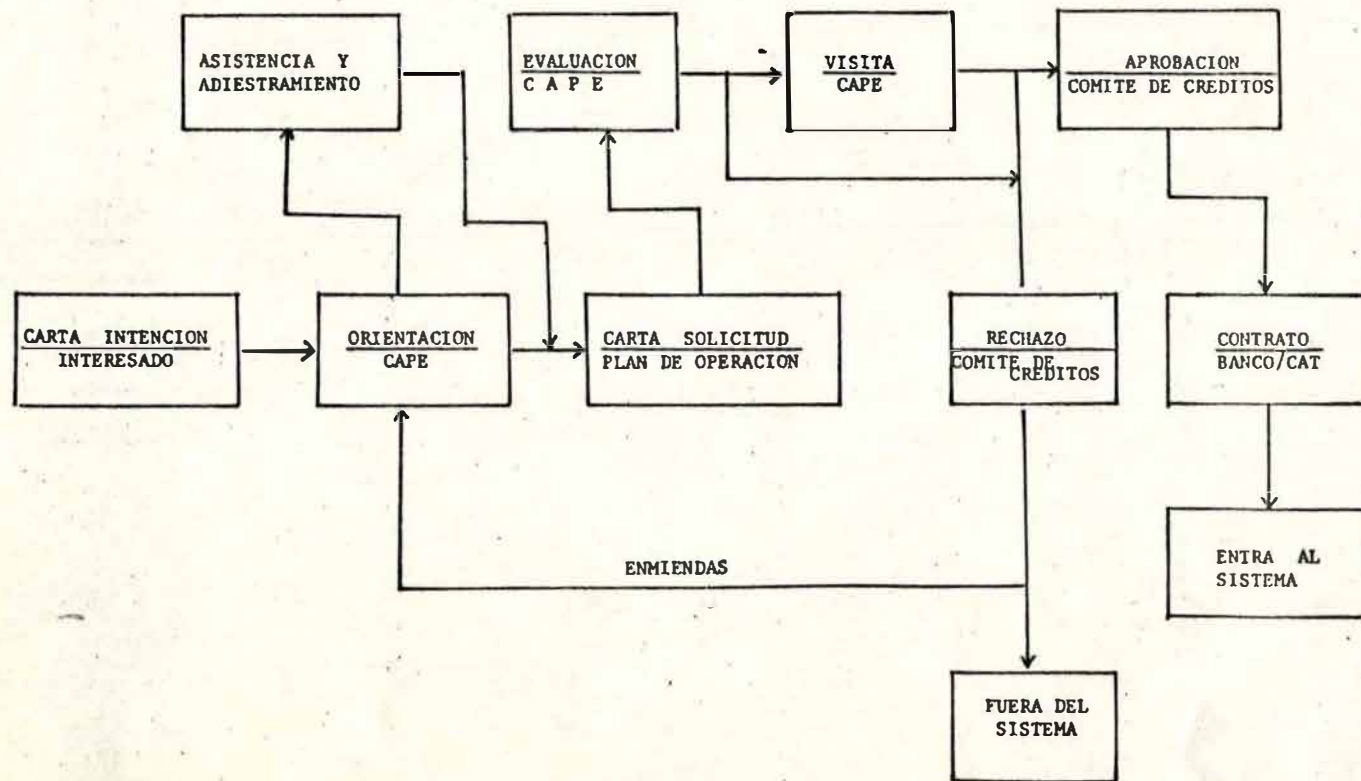 ASISTENCIA Y
ADIESTRAMIENTO
EVALUACION
C A P E
VISITA
CAPE
APROBACION
COMITE DE CREDITOS
CARTA INTENCION
INTERESADO
ORIENTACION
CAPE
CARTA SOLICITUD
PLAN DE OPERACION
RECHAZO
COMITE DE
CREDITOS
CONTRATO
BANCO/CAT
ENMIENDAS
ENTRA AL
SISTEMA
FUERA DEL
SISTEMA